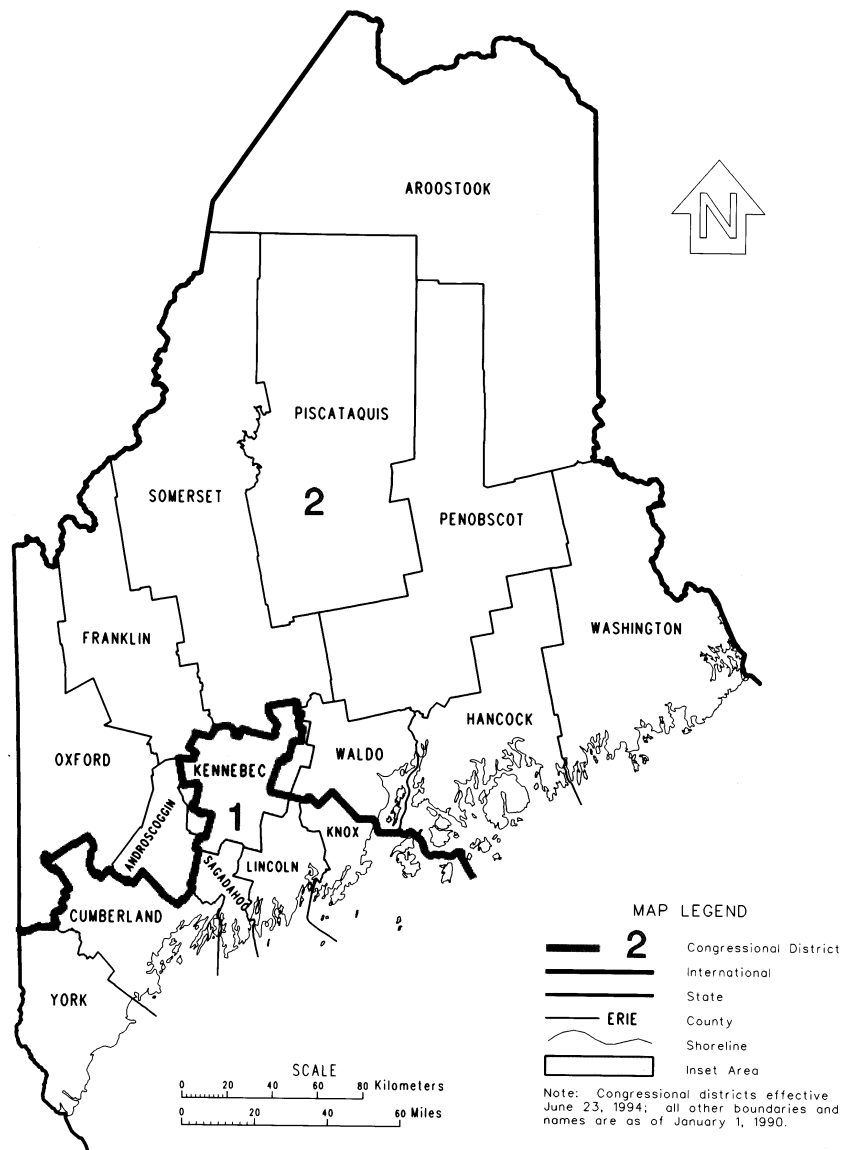 AROOSTOOK
N
PISCATAQUIS
SOMERSET
2
PENOBSCOT
FRANKLIN
WASHINGTON
HANCOCK
OXFORD
WALDO
KENNEBEC
1
ANDROSCOGGIN
KNOX
LINCOLN
SAGADAHOC
CUMBERLAND
YORK
MAP LEGEND
2 Congressional District
International
State
ERIE County
Shoreline
Inset Area
SCALE
0 20 40 60 80 Kilometers
0 20 40 60 Miles
Note: Congressional districts effective
June 23, 1994; all other boundaries and
names are as of January 1, 1990.